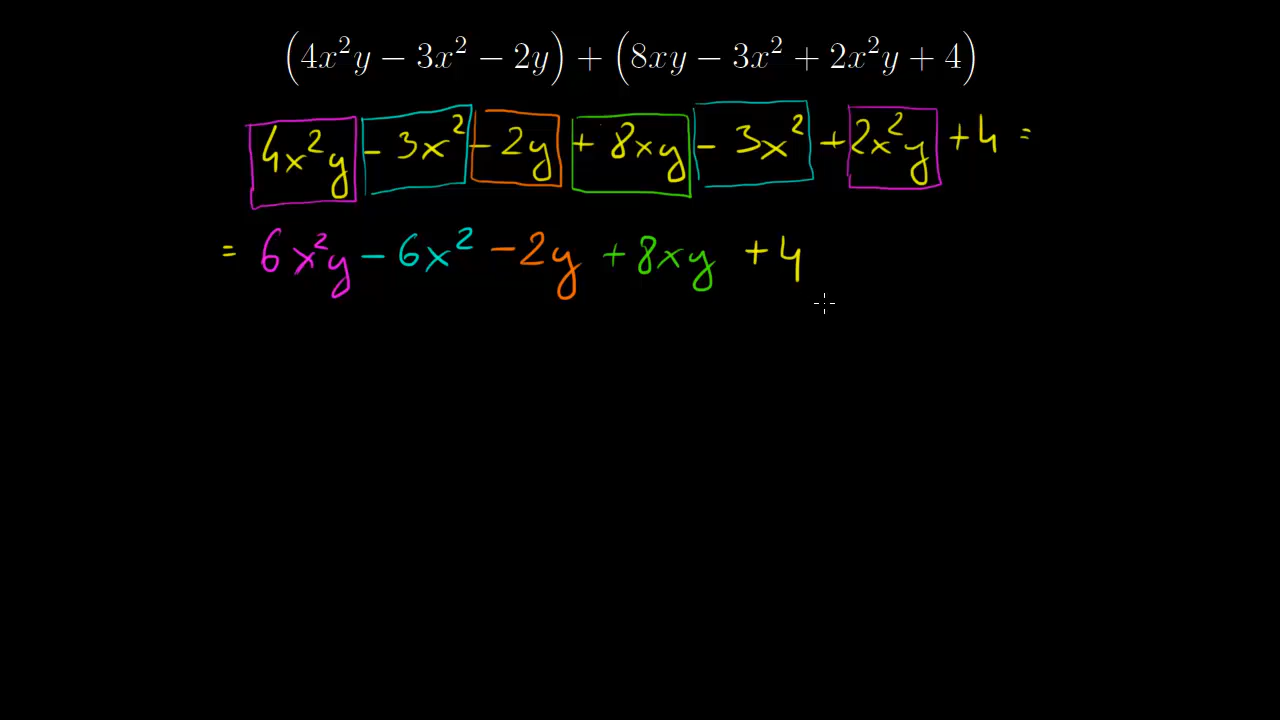 (4x²y − 3x² − 2y) + (8xy − 3x² + 2x²y + 4)
4x²y − 3x² − 2y + 8xy − 3x² + 2x²y + 4 =
= 6x²y − 6x² − 2y + 8xy + 4